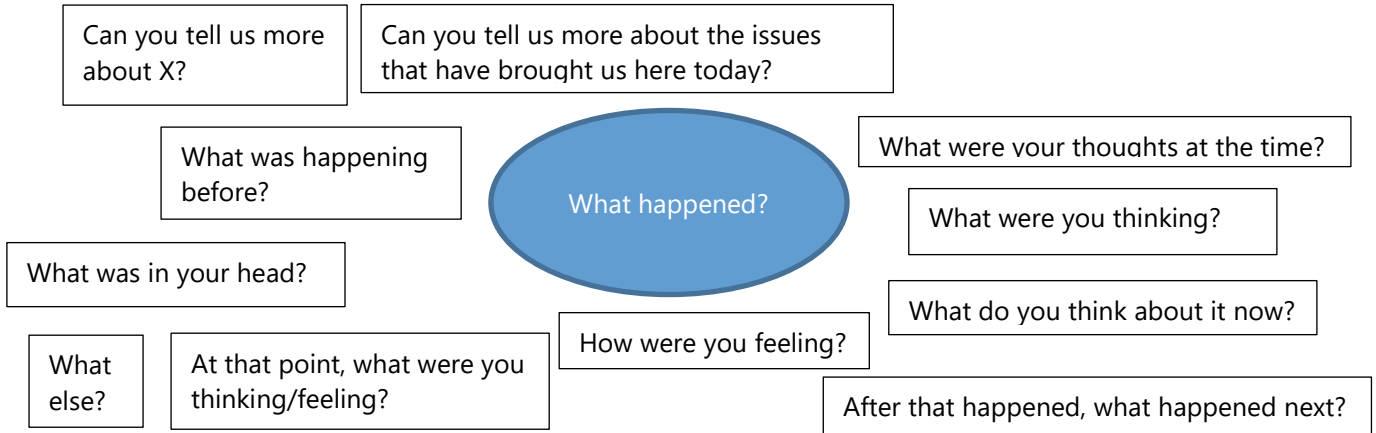 Can you tell us more
about X?
Can you tell us more about the issues
that have brought us here today?
What was happening
before?
What happened?
What were your thoughts at the time?
What were you thinking?
What was in your head?
What do you think about it now?
How were you feeling?
What
else?
At that point, what were you
thinking/feeling?
After that happened, what happened next?